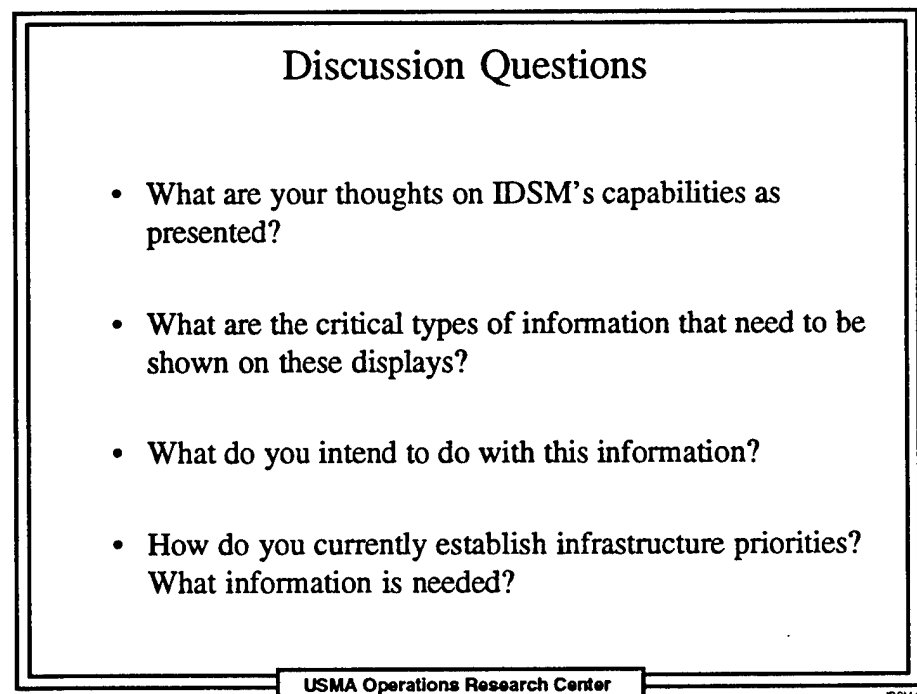 Discussion Questions
• What are your thoughts on IDSM's capabilities as
presented?
• What are the critical types of information that need to be
shown on these displays?
• What do you intend to do with this information?
• How do you currently establish infrastructure priorities?
What information is needed?
USMA Operations Research Center